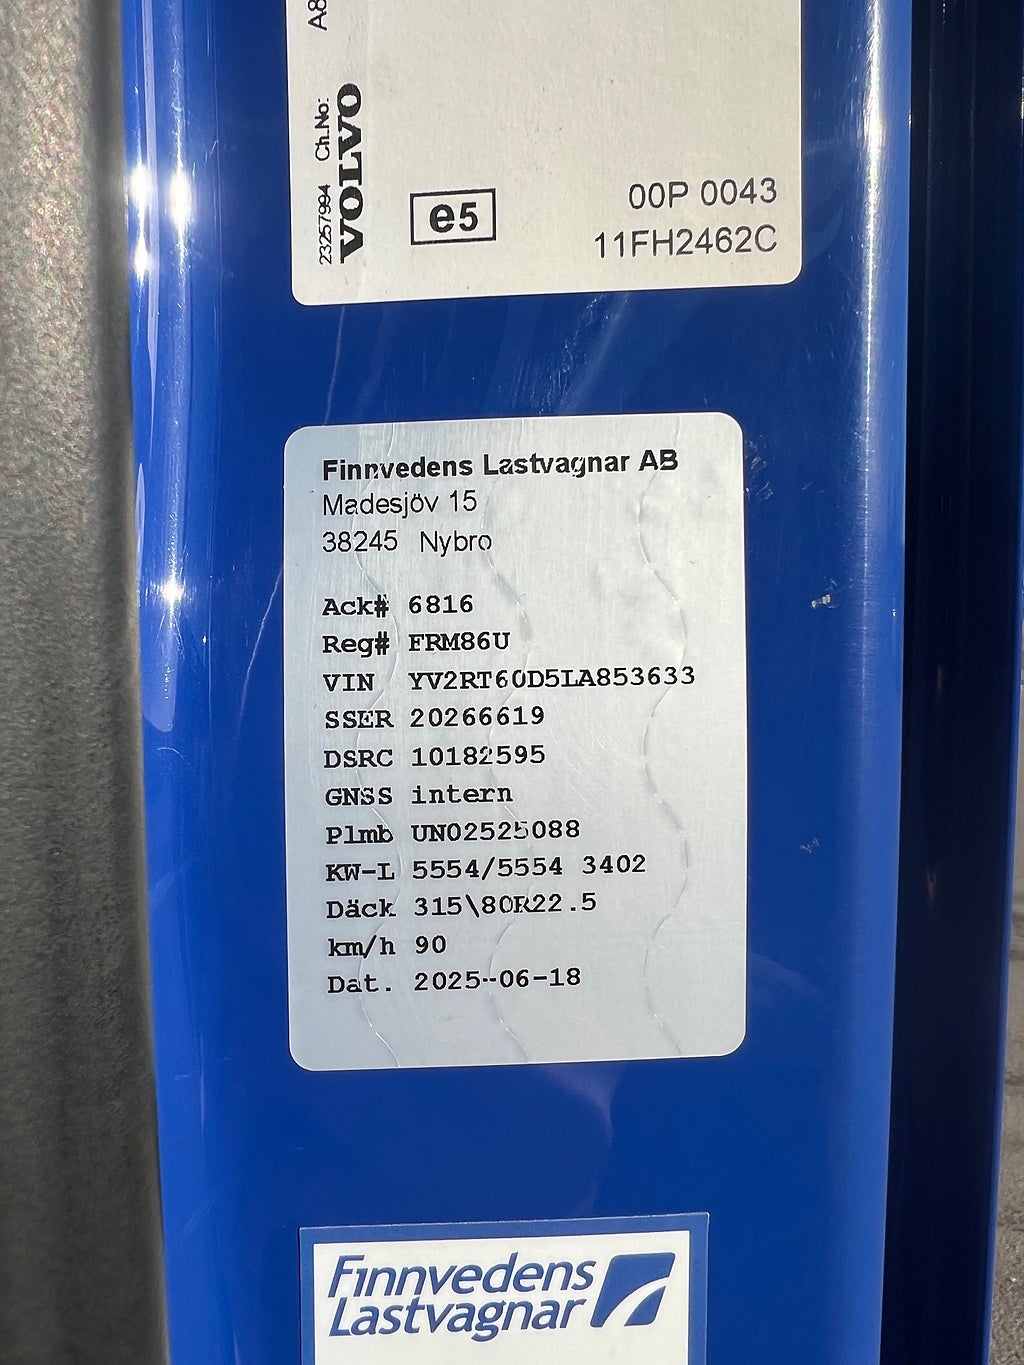 A8
23257994 Ch.No:
VOLVO
e5
00P 0043
11FH2462C
Finnvedens Lastvagnar AB
Madesjöv 15
38245 Nybro
Ack# 6816
Reg# FRM86U
VIN YV2RT60D5LA853633
SSER 20266619
DSRC 10182595
GNSS intern
Plmb UN02525088
KW-L 5554/5554 3402
Däck 315\80R22.5
km/h 90
Dat. 2025-06-18
Finnvedens
Lastvagnar